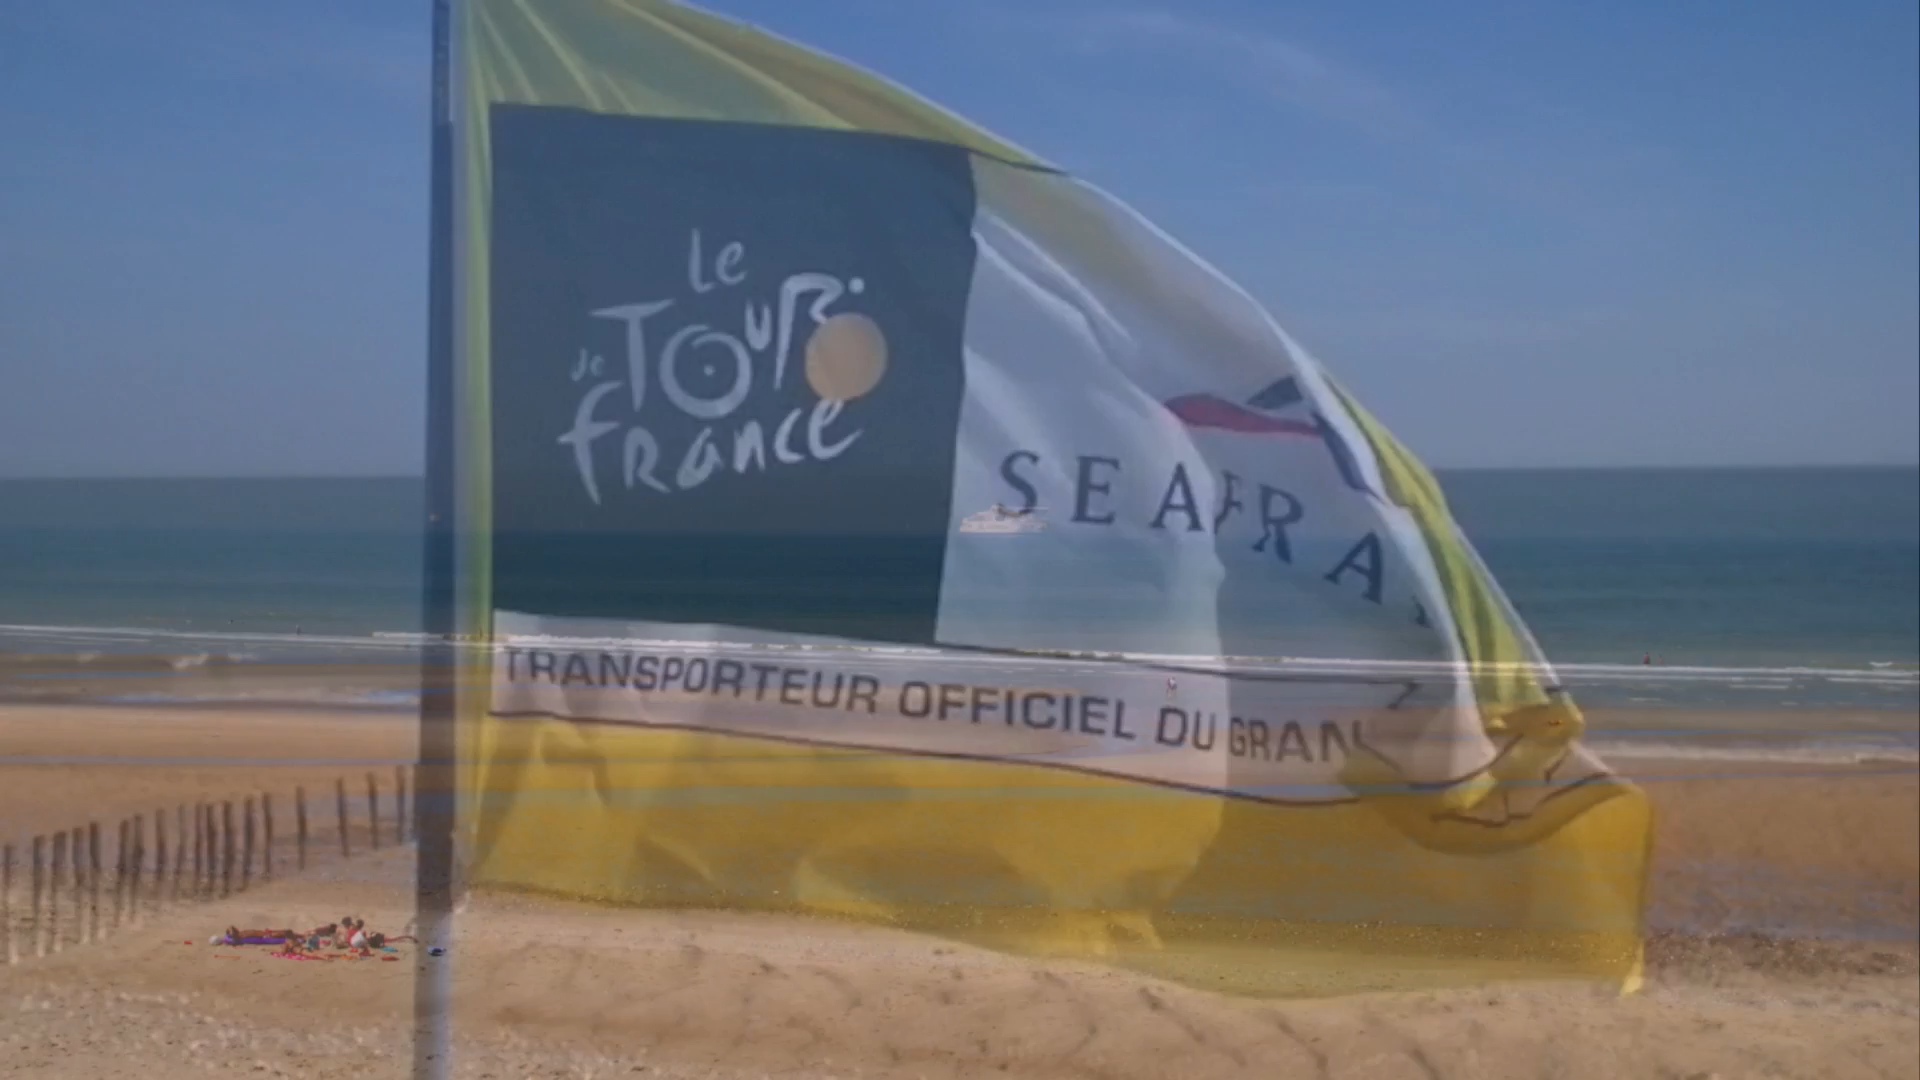 Le
de TOUR
france
SEAFRA
TRANSPORTEUR OFFICIEL DU GRAN